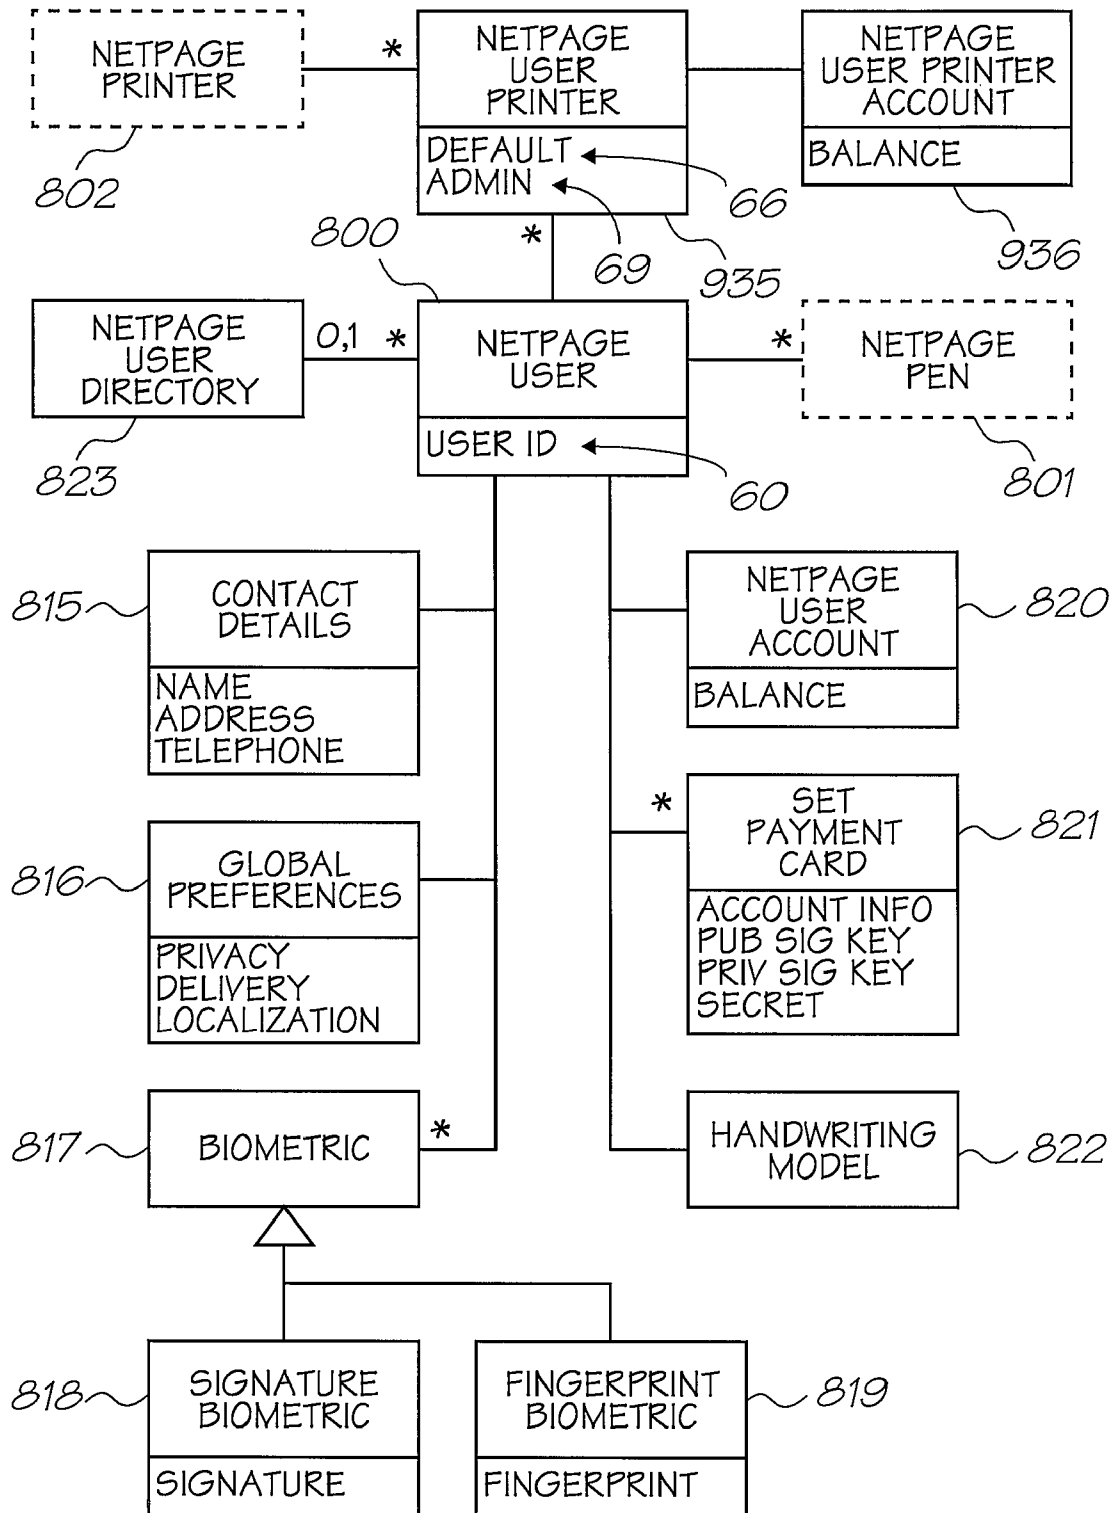 NETPAGE
PRINTER
802
*
NETPAGE
USER
PRINTER
DEFAULT
ADMIN
66
69
935
NETPAGE
USER PRINTER
ACCOUNT
BALANCE
936
*
800
NETPAGE
USER
DIRECTORY
823
0,1 *
NETPAGE
USER
USER ID
60
*
NETPAGE
PEN
801
815
CONTACT
DETAILS
NAME
ADDRESS
TELEPHONE
NETPAGE
USER
ACCOUNT
BALANCE
820
816
GLOBAL
PREFERENCES
PRIVACY
DELIVERY
LOCALIZATION
*
SET
PAYMENT
CARD
ACCOUNT INFO
PUB SIG KEY
PRIV SIG KEY
SECRET
821
817
BIOMETRIC
*
HANDWRITING
MODEL
822
818
SIGNATURE
BIOMETRIC
SIGNATURE
FINGERPRINT
BIOMETRIC
FINGERPRINT
819